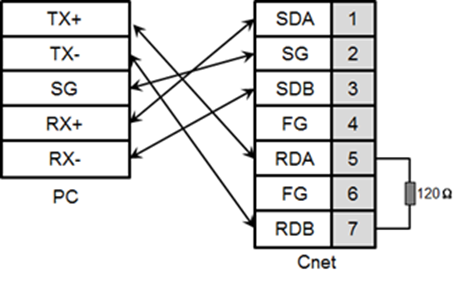 TX+
TX-
SG
RX+
RX-
PC
SDA 1
SG 2
SDB 3
FG 4
RDA 5
FG 6
RDB 7
120 Ω
Cnet